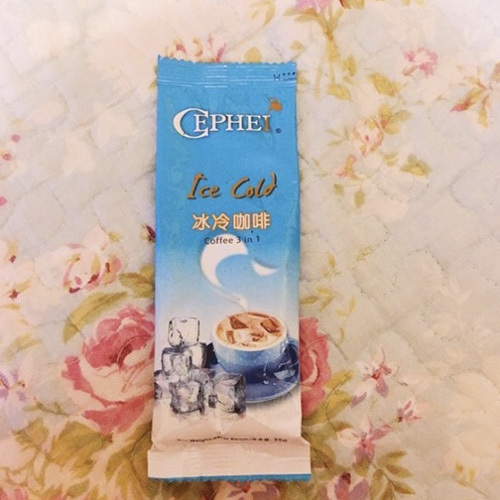 CEPHEI®
Ice Cold
冰冷咖啡
Coffee 3 in 1